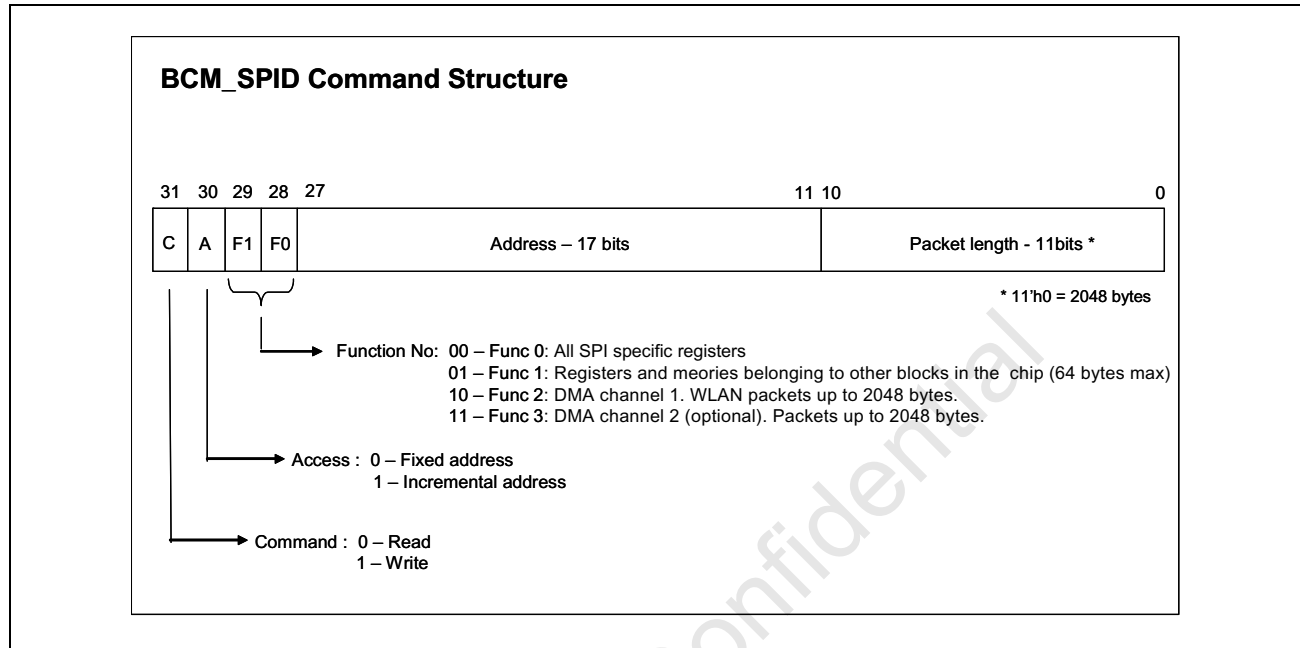 BCM_SPID Command Structure
31 30 29 28 27 11 10 0
C A F1 F0 Address – 17 bits Packet length - 11bits *
* 11'h0 = 2048 bytes
Function No: 00 – Func 0: All SPI specific registers
01 – Func 1: Registers and meories belonging to other blocks in the chip (64 bytes max)
10 – Func 2: DMA channel 1. WLAN packets up to 2048 bytes.
11 – Func 3: DMA channel 2 (optional). Packets up to 2048 bytes.
Access : 0 – Fixed address
1 – Incremental address
Command : 0 – Read
1 – Write
onfidential